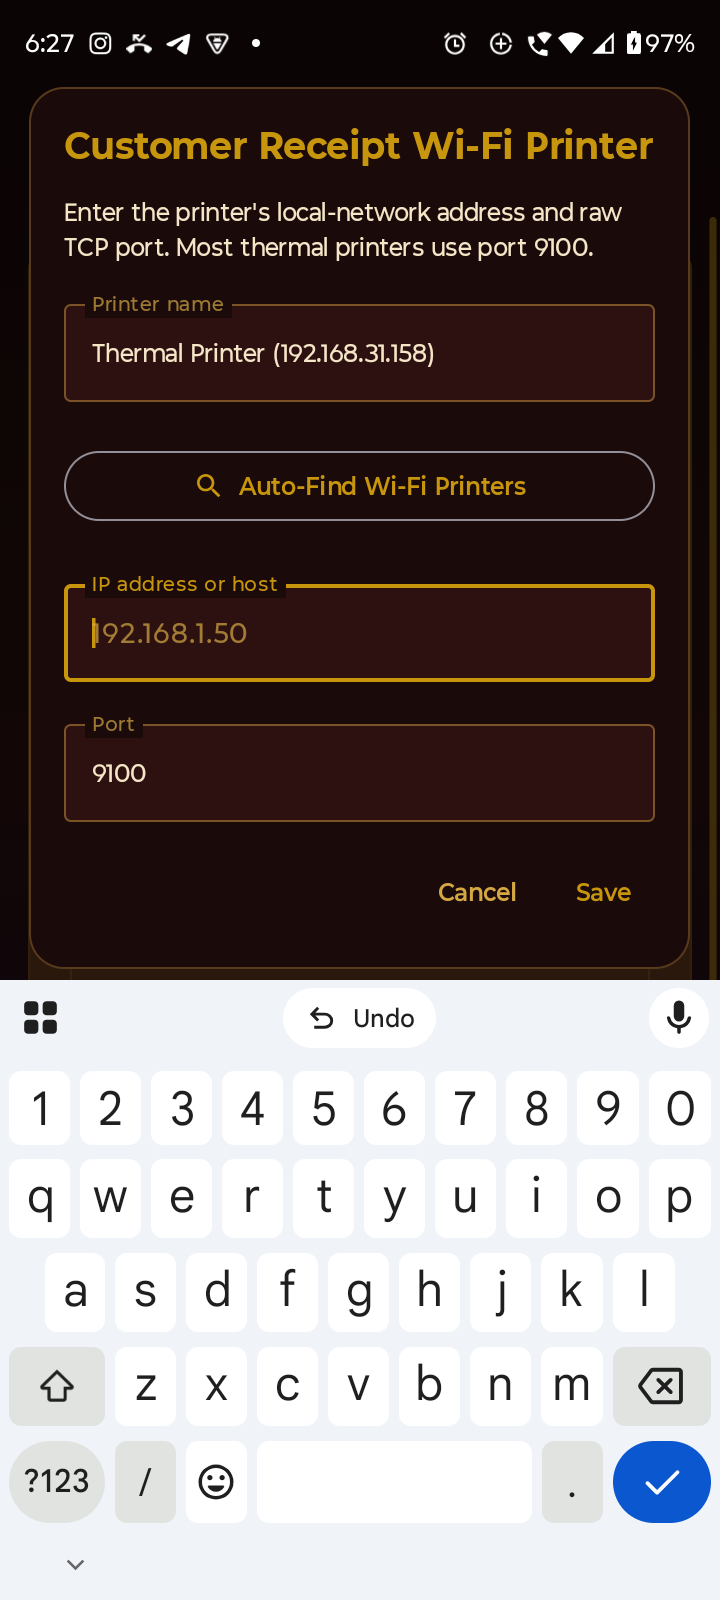 6:27
97%
Customer Receipt Wi-Fi Printer
Enter the printer's local-network address and raw
TCP port. Most thermal printers use port 9100.
Printer name
Thermal Printer (192.168.31.158)
Auto-Find Wi-Fi Printers
IP address or host
192.168.1.50
Port
9100
Cancel
Save
Undo
1 2 3 4 5 6 7 8 9 0
q w e r t y u i o p
a s d f g h j k l
z x c v b n m
?123 / .